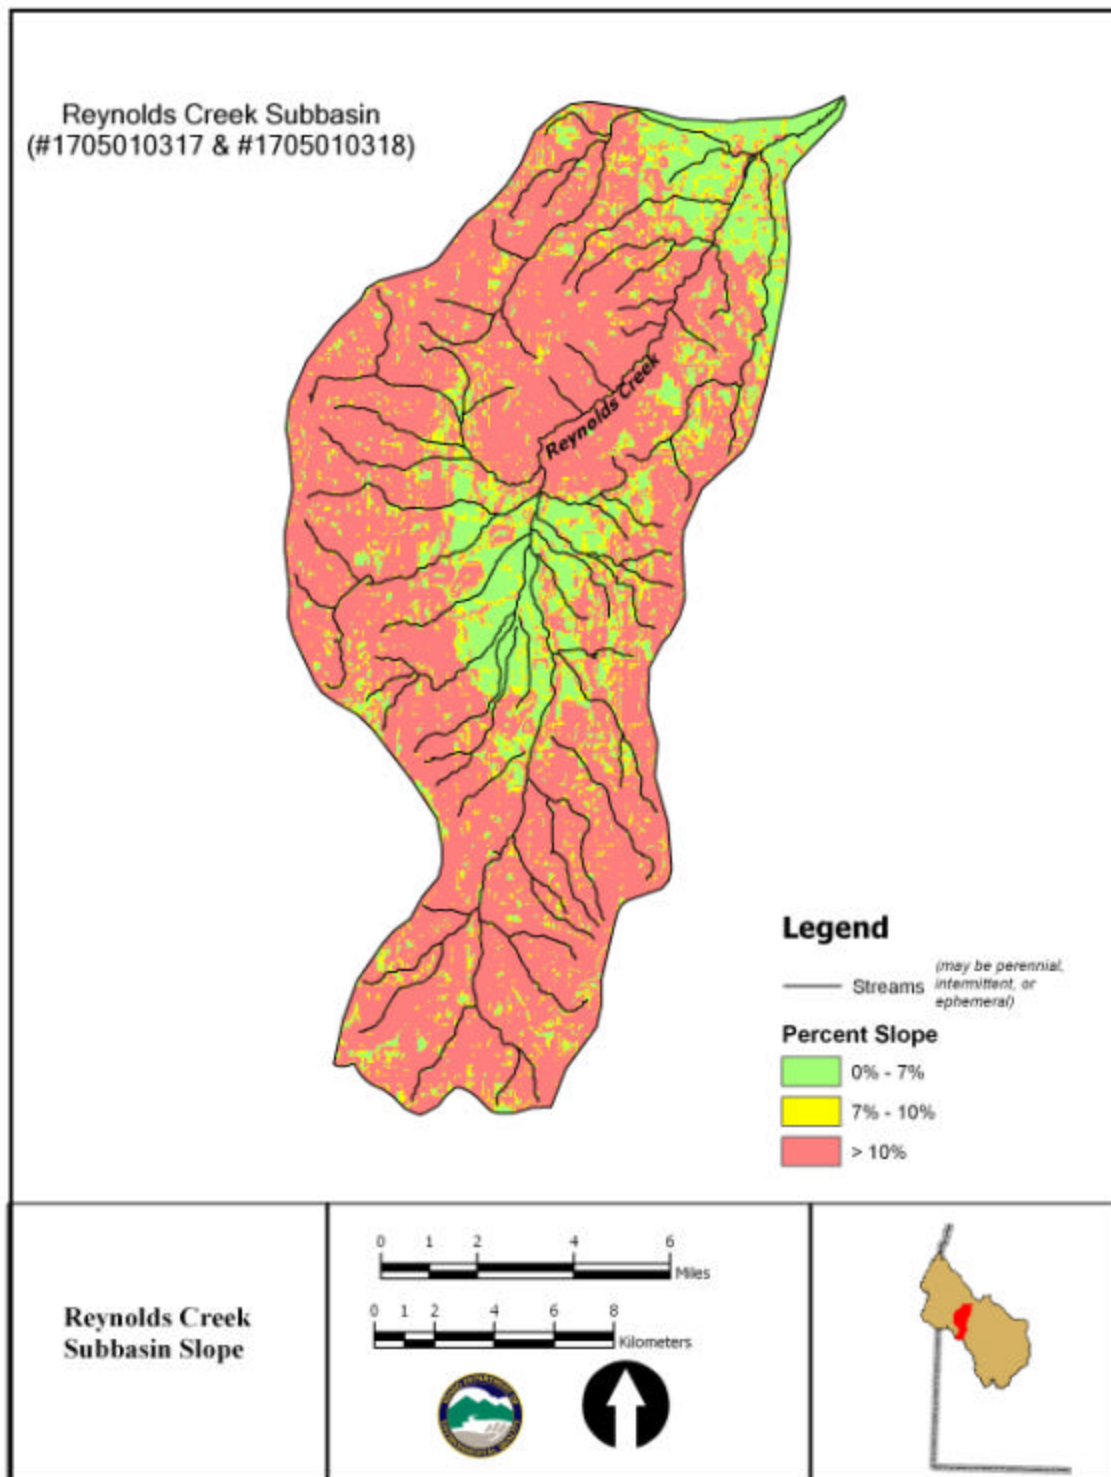 Reynolds Creek Subbasin
(#1705010317 & #1705010318)
Reynolds Creek
Legend
Streams
(may be perennial,
intermittent, or
ephemeral)
Percent Slope
0% - 7%
7% - 10%
> 10%
Reynolds Creek
Subbasin Slope
0 1 2 4 6
Miles
0 1 2 4 6 8
Kilometers